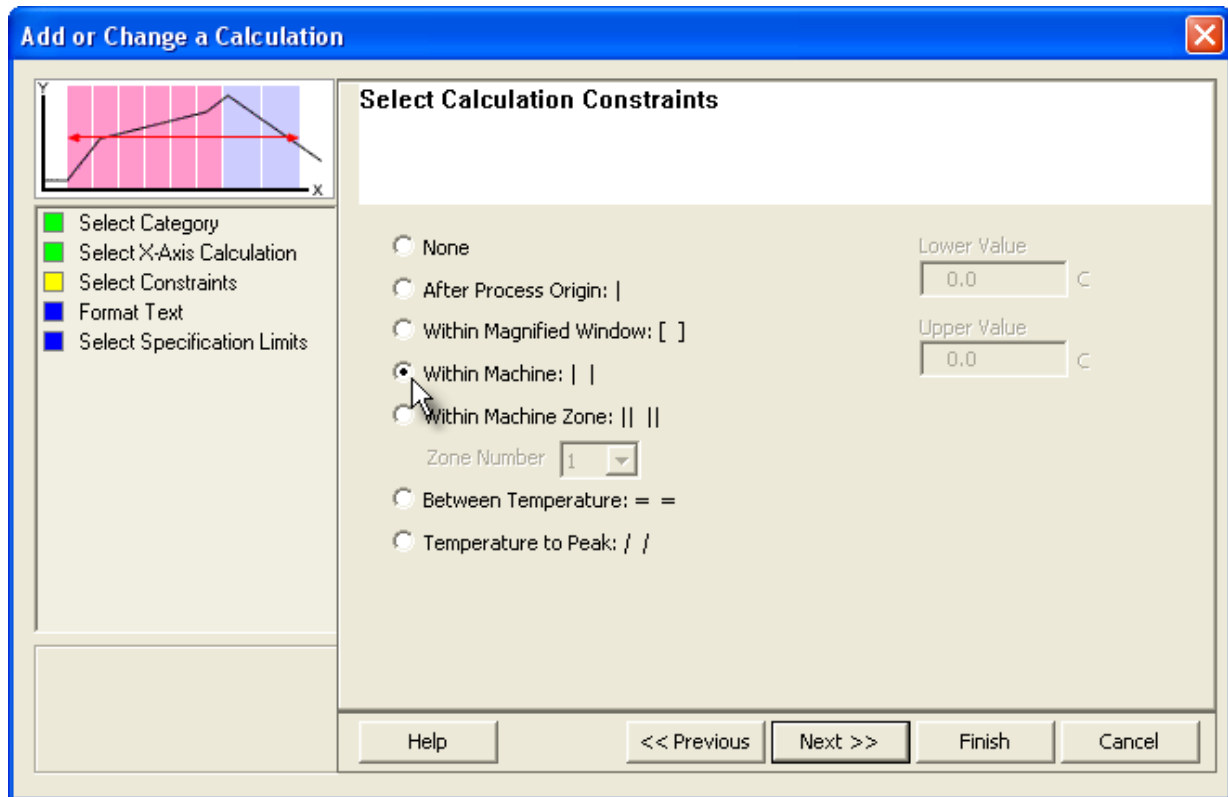 Add or Change a Calculation
Y
X
Select Category
Select X-Axis Calculation
Select Constraints
Format Text
Select Specification Limits
Select Calculation Constraints
None
After Process Origin: |
Within Magnified Window: [ ]
Within Machine: | |
Within Machine Zone: || ||
Zone Number 1
Between Temperature: = =
Temperature to Peak: / /
Lower Value
0.0 C
Upper Value
0.0 C
Help << Previous Next >> Finish Cancel